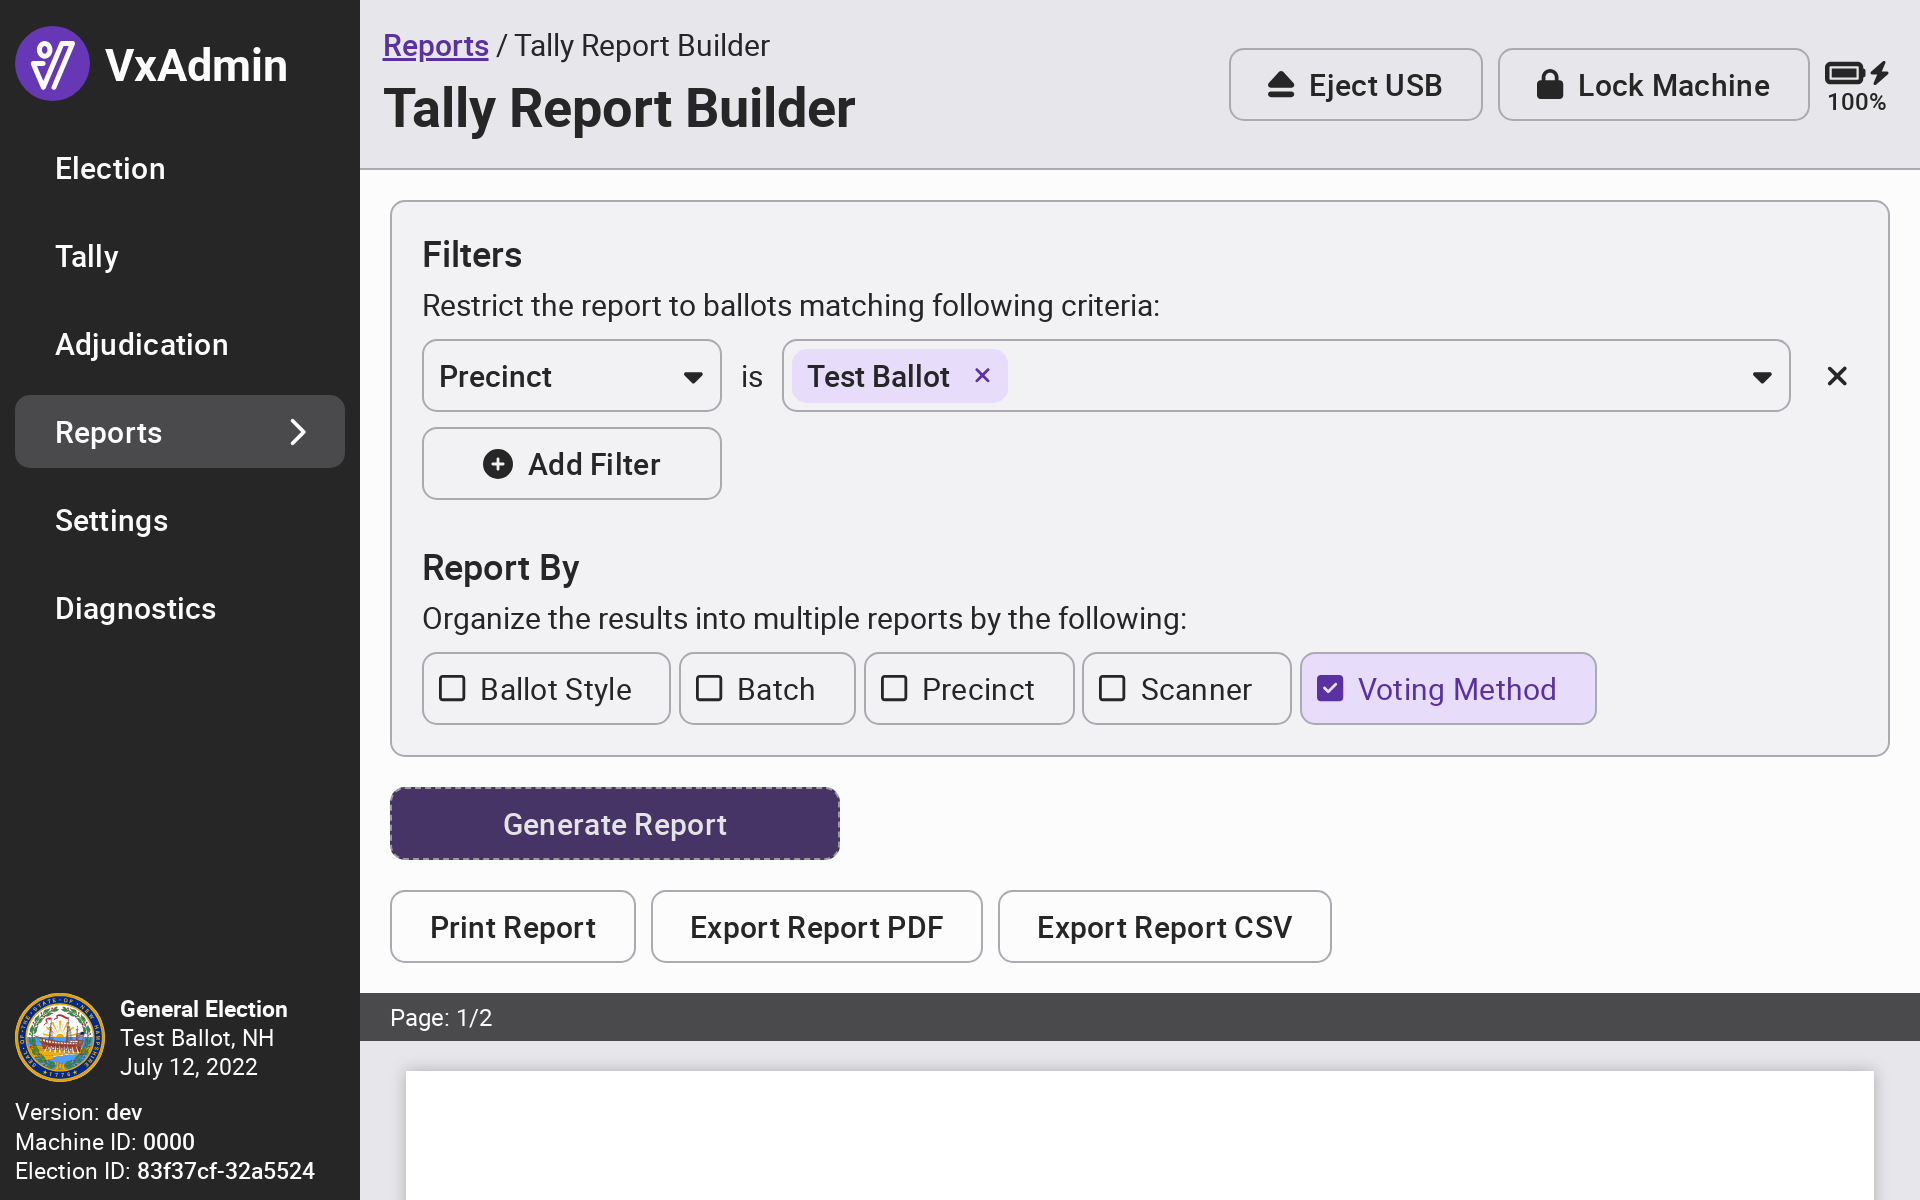 VxAdmin
Election
Tally
Adjudication
Reports
Settings
Diagnostics
General Election
Test Ballot, NH
July 12, 2022
Version: dev
Machine ID: 0000
Election ID: 83f37cf-32a5524
Reports / Tally Report Builder
Tally Report Builder
Eject USB
Lock Machine
100%
Filters
Restrict the report to ballots matching following criteria:
Precinct is Test Ballot
Add Filter
Report By
Organize the results into multiple reports by the following:
Ballot Style Batch Precinct Scanner Voting Method
Generate Report
Print Report Export Report PDF Export Report CSV
Page: 1/2